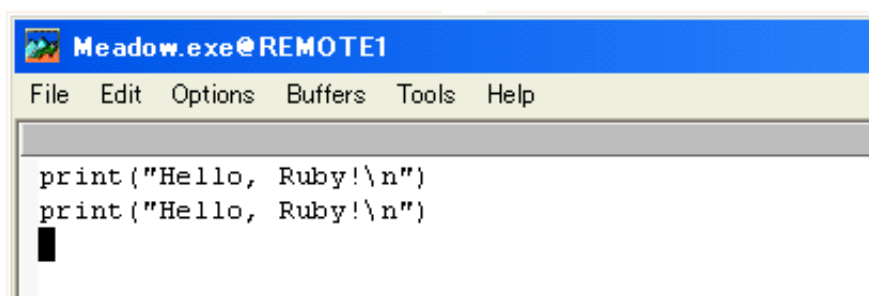 Meadow.exe@REMOTE1
File Edit Options Buffers Tools Help
print("Hello, Ruby!\n")
print("Hello, Ruby!\n")